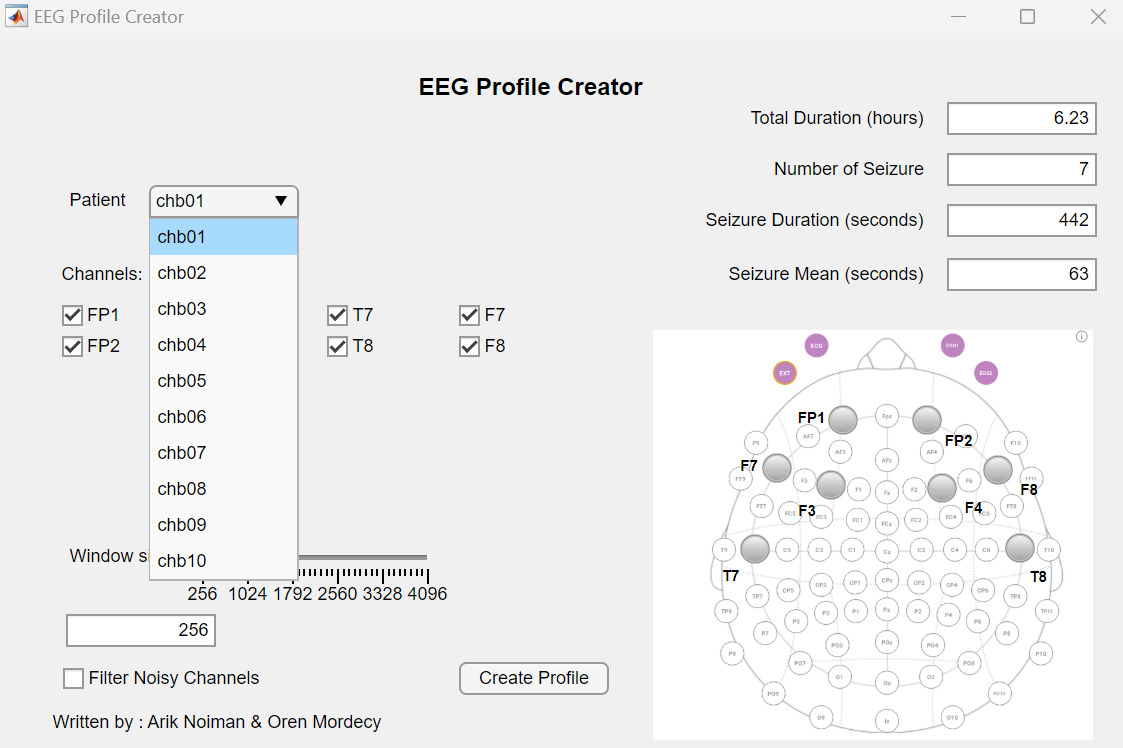 EEG Profile Creator
EEG Profile Creator
Total Duration (hours) 6.23
Number of Seizure 7
Seizure Duration (seconds) 442
Seizure Mean (seconds) 63
Patient chb01
chb01
chb02
chb03
chb04
chb05
chb06
chb07
chb08
chb09
chb10
Channels:
FP1 T7 F7
FP2 T8 F8
Window si
256 1024 1792 2560 3328 4096
256
Filter Noisy Channels
Create Profile
Written by : Arik Noiman & Oren Mordecy
ECG EOG1
EXT EOG2
FP1 Fpz FP2
AF7
F9 F10
AF3 AFz AF4
F7 F8
FT9 F5 F1 Fz F2 F6
F3 F4
FT7 FC5 FC3 FC1 FCz FC2 FC4 FC6 FT8
T9 C5 C3 C1 Cz C2 C4 C6 T10
T7 T8
TP7 CP5 CP3 CP1 CPz CP2 CP4 CP6 TP8
TP9 P5 P3 P1 Pz P2 P4 P6 TP10
P7 P8
P9 PO3 POz PO4 P10
PO7 PO8
O1 Oz O2
PO9 PO10
O9 Iz O10